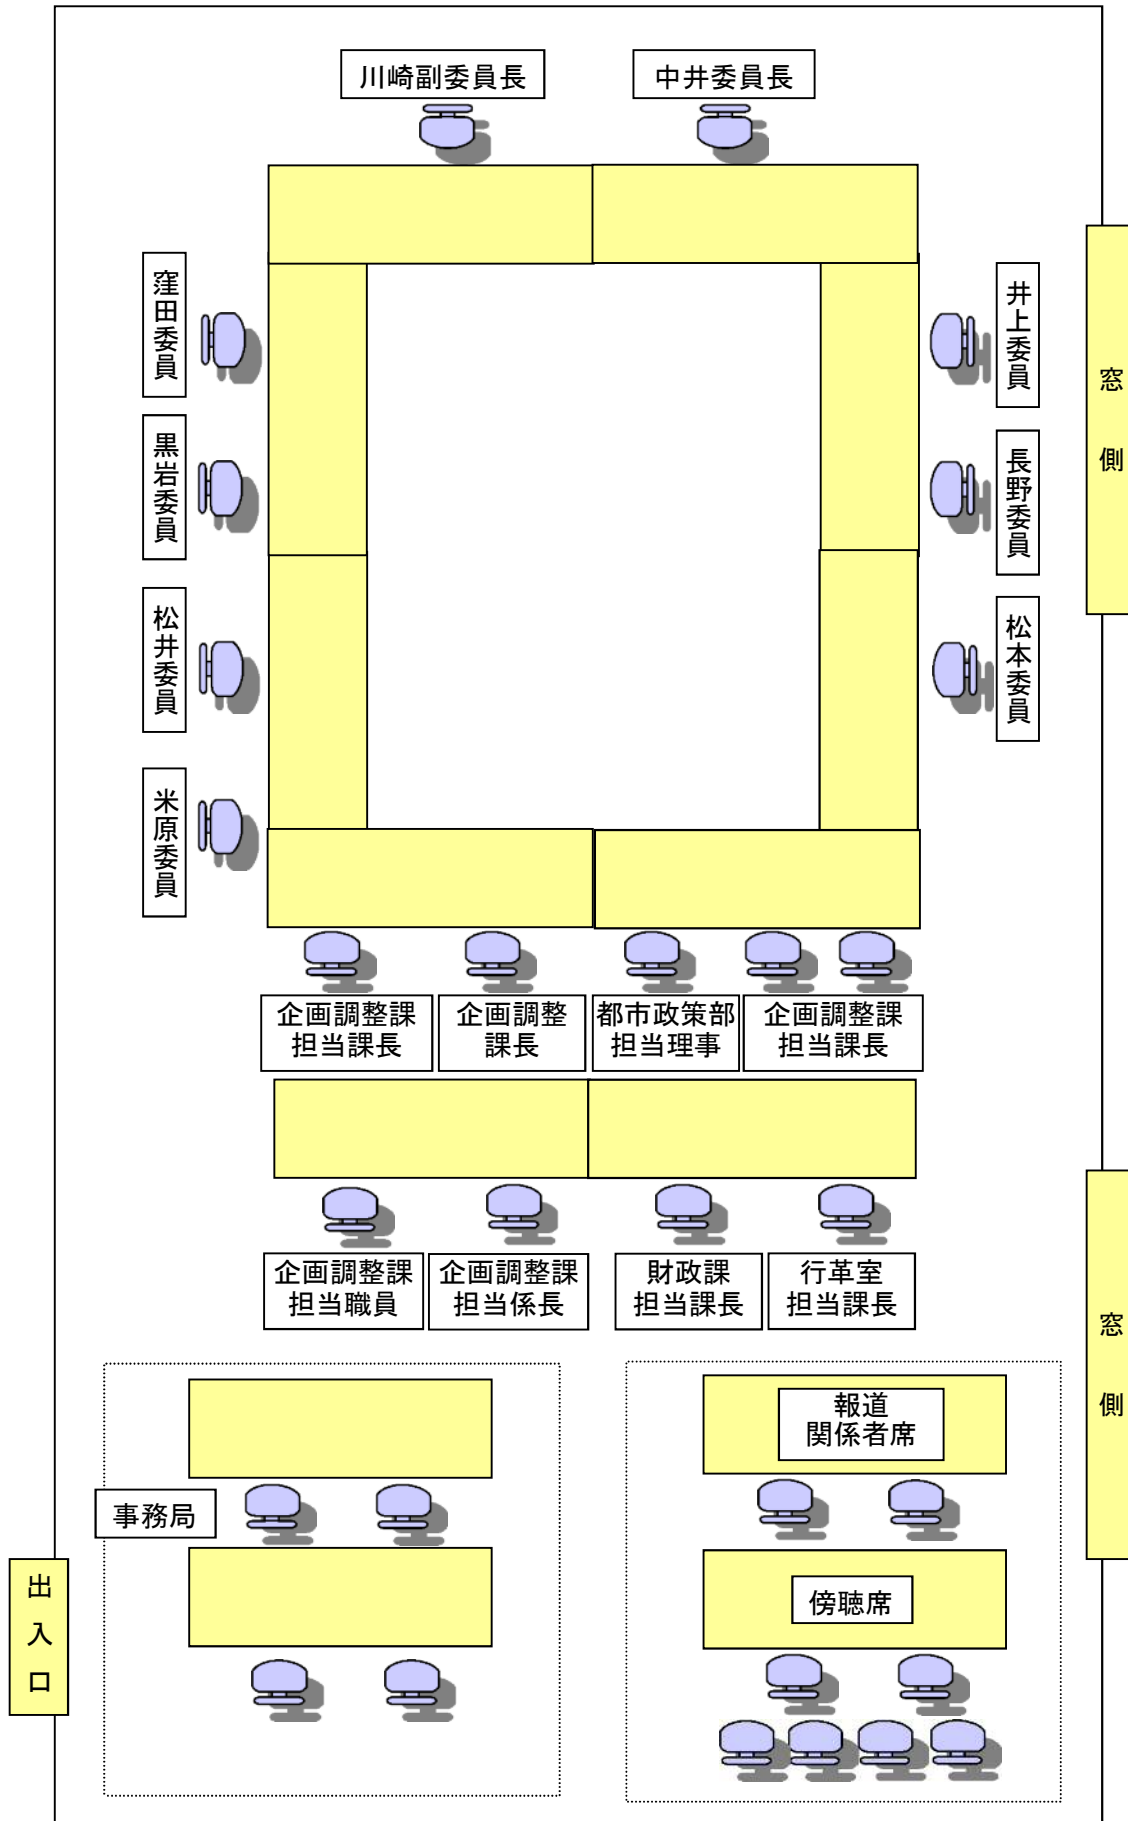 川崎副委員長
中井委員長
窪田委員
黒岩委員
松井委員
米原委員
井上委員
長野委員
松本委員
窓側
企画調整課
担当課長
企画調整
課長
都市政策部
担当理事
企画調整課
担当課長
企画調整課
担当職員
企画調整課
担当係長
財政課
担当課長
行革室
担当課長
窓側
事務局
報道
関係者席
傍聴席
出入口